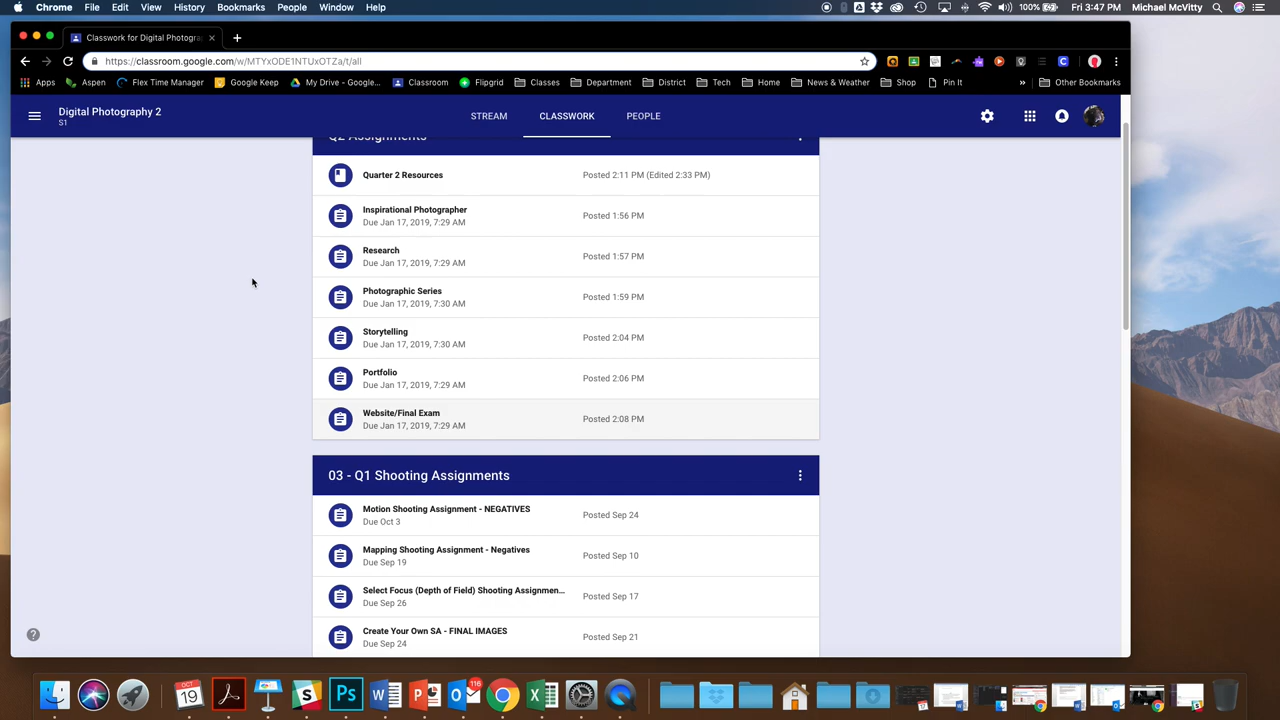 Chrome File Edit View History Bookmarks People Window Help 100% Fri 3:47 PM Michael McVitty
Classwork for Digital Photogra
https://classroom.google.com/w/MTYxODE1NTUxOTZa/t/all
Apps Aspen Flex Time Manager Google Keep My Drive - Google... Classroom Flipgrid Classes Department District Tech Home News & Weather Shop Pin It » Other Bookmarks
Digital Photography 2
S1
STREAM CLASSWORK PEOPLE
Q2 Assignments
Quarter 2 Resources Posted 2:11 PM (Edited 2:33 PM)
Inspirational Photographer
Due Jan 17, 2019, 7:29 AM Posted 1:56 PM
Research
Due Jan 17, 2019, 7:29 AM Posted 1:57 PM
Photographic Series
Due Jan 17, 2019, 7:30 AM Posted 1:59 PM
Storytelling
Due Jan 17, 2019, 7:30 AM Posted 2:04 PM
Portfolio
Due Jan 17, 2019, 7:29 AM Posted 2:06 PM
Website/Final Exam
Due Jan 17, 2019, 7:29 AM Posted 2:08 PM
03 - Q1 Shooting Assignments
Motion Shooting Assignment - NEGATIVES
Due Oct 3 Posted Sep 24
Mapping Shooting Assignment - Negatives
Due Sep 19 Posted Sep 10
Select Focus (Depth of Field) Shooting Assignmen...
Due Sep 26 Posted Sep 17
Create Your Own SA - FINAL IMAGES
Due Sep 24 Posted Sep 21
?
OCT
19
Ps
116